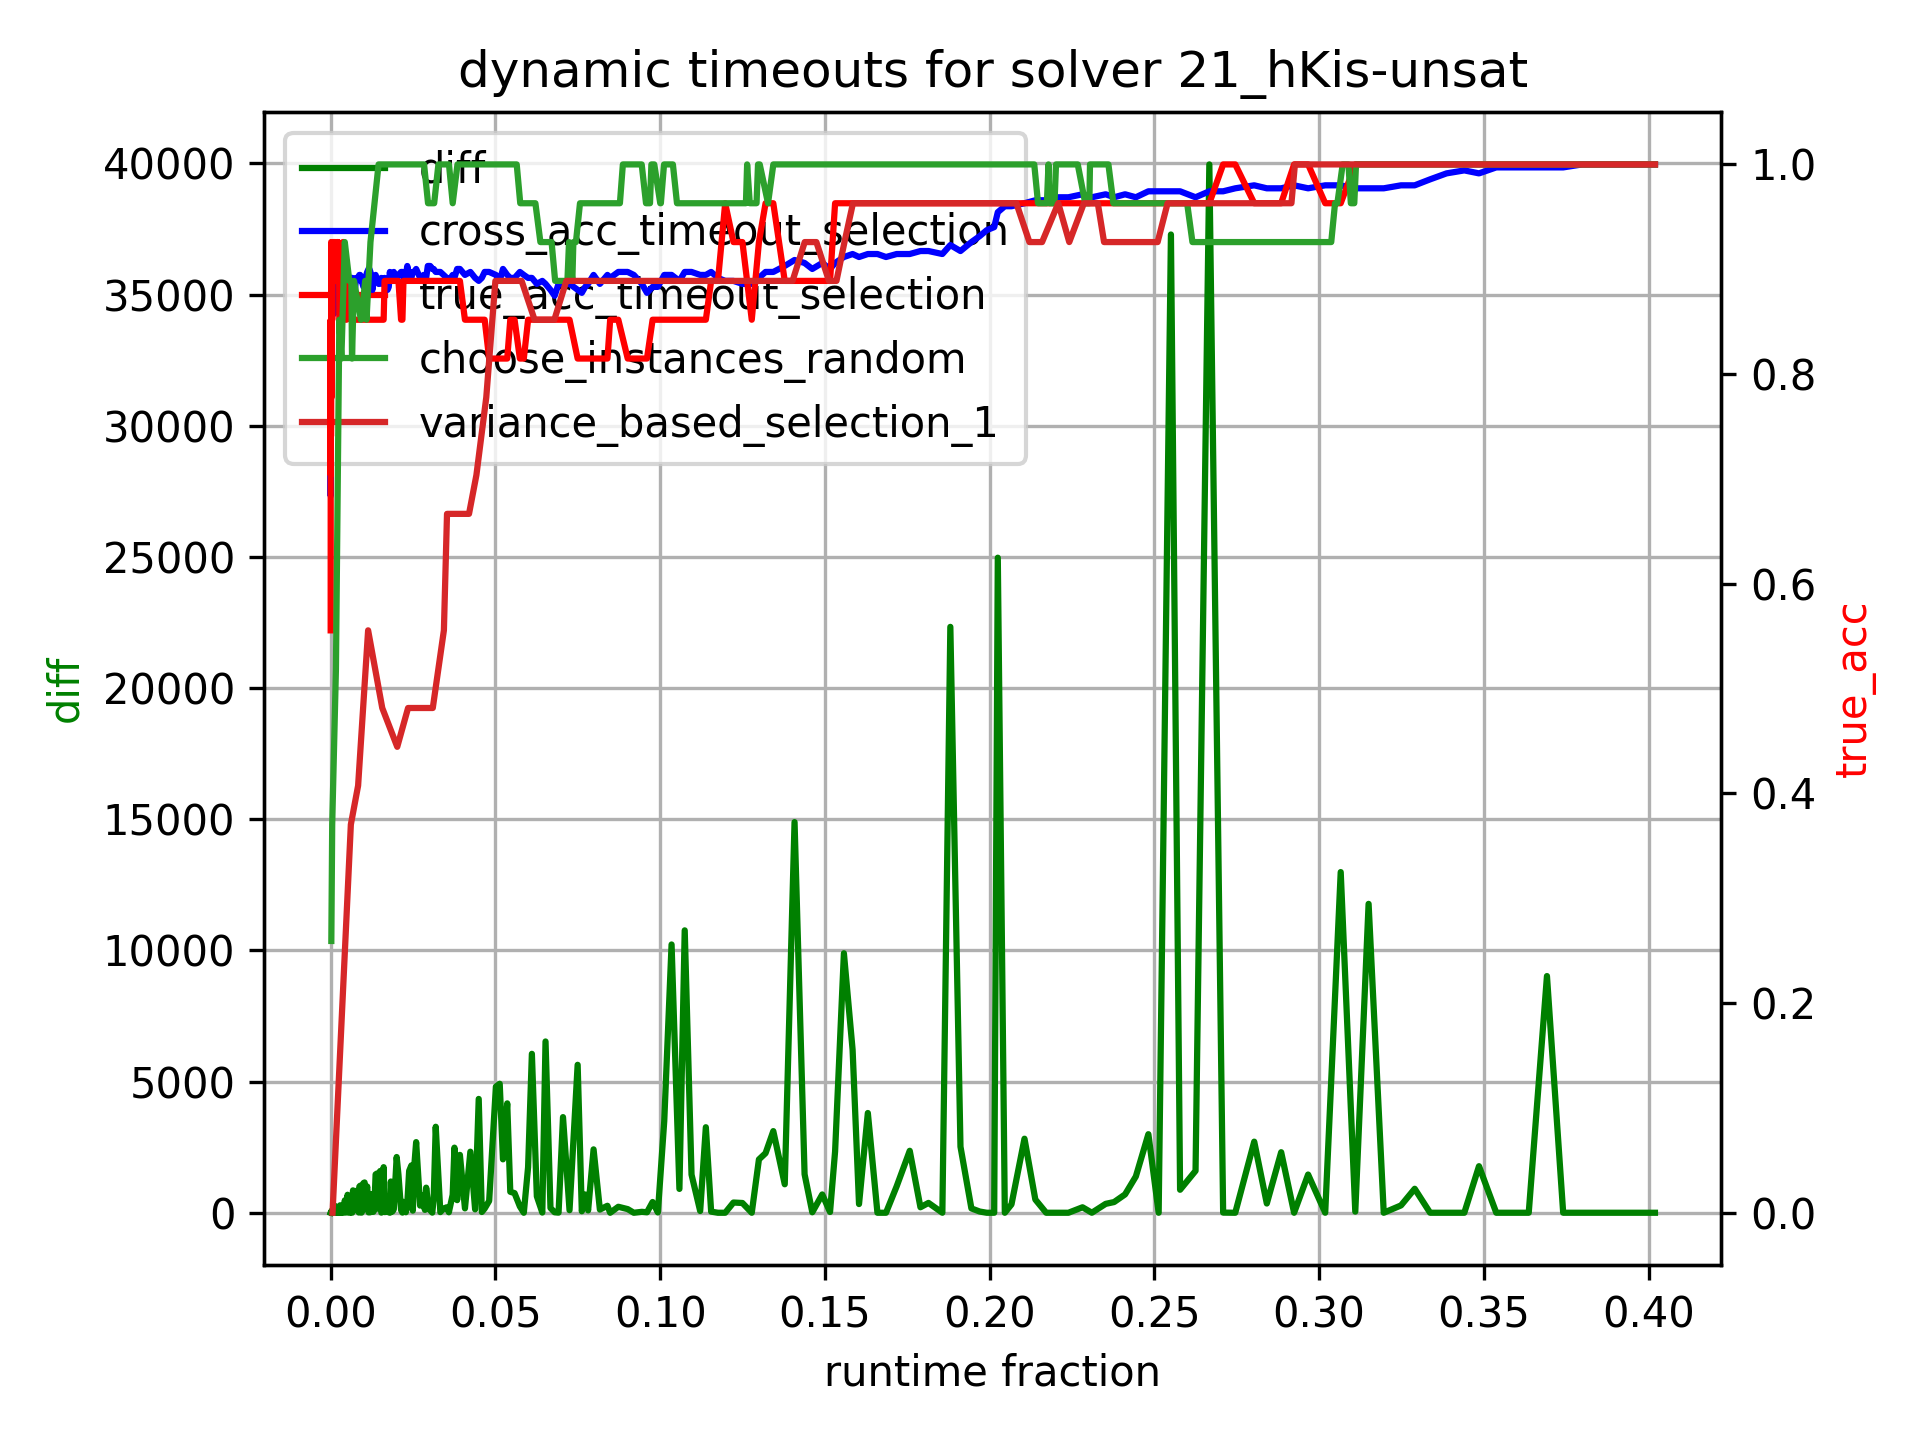 dynamic timeouts for solver 21_hKis-unsat
diff
cross_acc_timeout_selection
true_acc_timeout_selection
choose_instances_random
variance_based_selection_1
40000
35000
30000
25000
20000
15000
10000
5000
0
diff
1.0
0.8
0.6
0.4
0.2
0.0
true_acc
0.00 0.05 0.10 0.15 0.20 0.25 0.30 0.35 0.40
runtime fraction